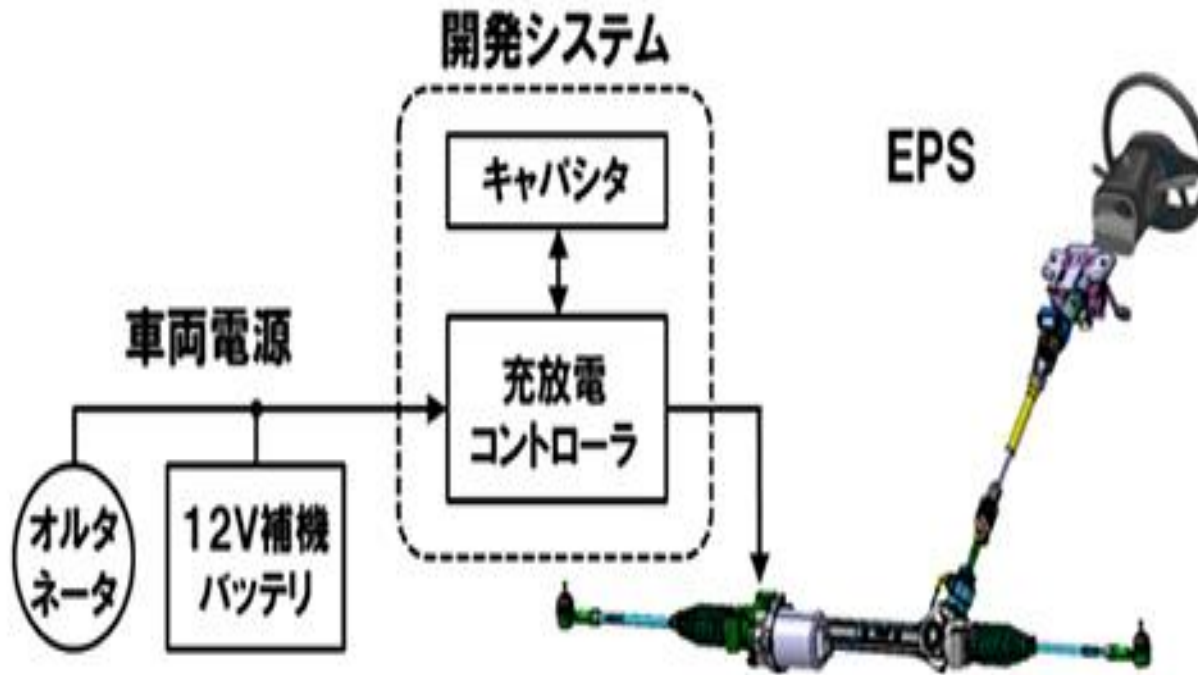 開発システム
キャパシタ
EPS
車両電源
充放電
コントローラ
オルタ
ネータ
12V補機
バッテリ